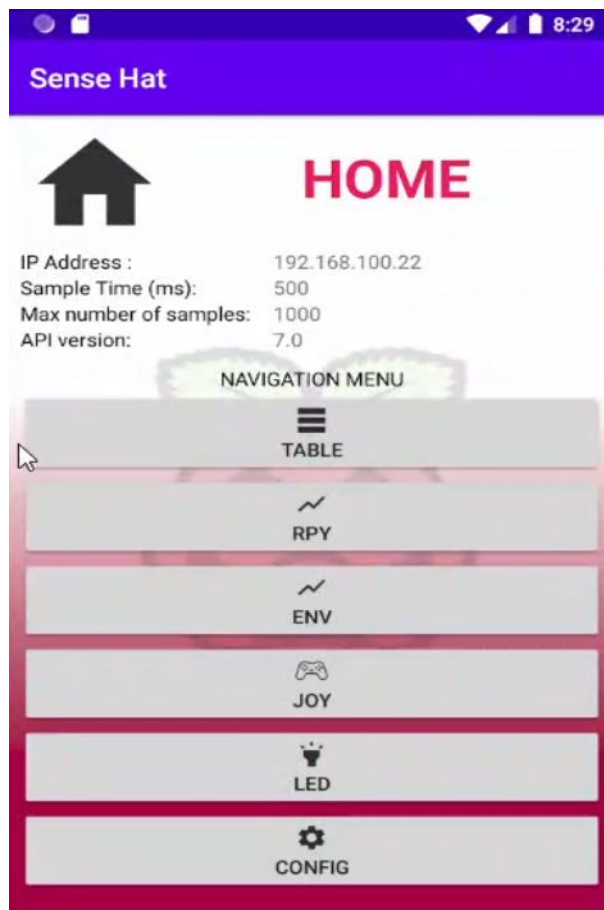 8:29
Sense Hat
HOME
IP Address : 192.168.100.22
Sample Time (ms): 500
Max number of samples: 1000
API version: 7.0
NAVIGATION MENU
TABLE
RPY
ENV
JOY
LED
CONFIG